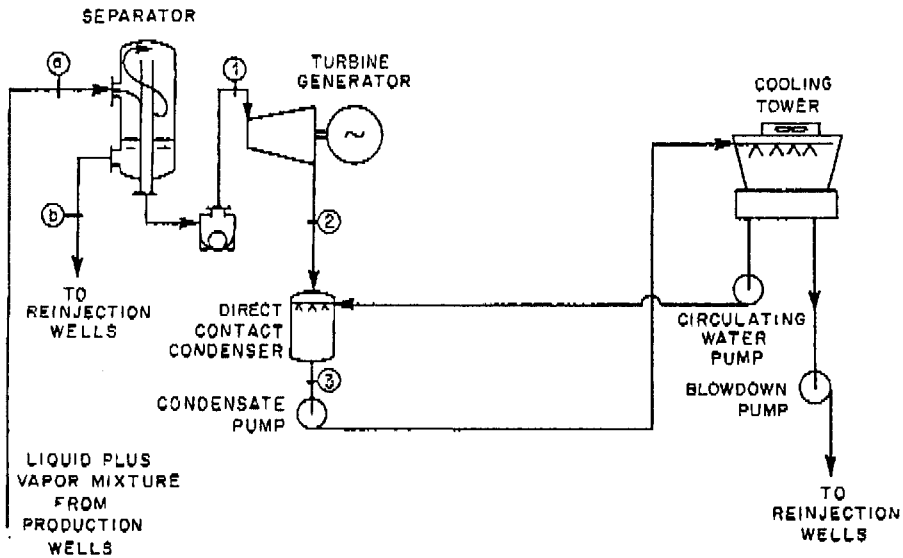 SEPARATOR
a
1
TURBINE
GENERATOR
~
COOLING
TOWER
b
2
TO
REINJECTION
WELLS
DIRECT
CONTACT
CONDENSER
CIRCULATING
WATER
PUMP
3
CONDENSATE
PUMP
BLOWDOWN
PUMP
LIQUID PLUS
VAPOR MIXTURE
FROM
PRODUCTION
WELLS
TO
REINJECTION
WELLS